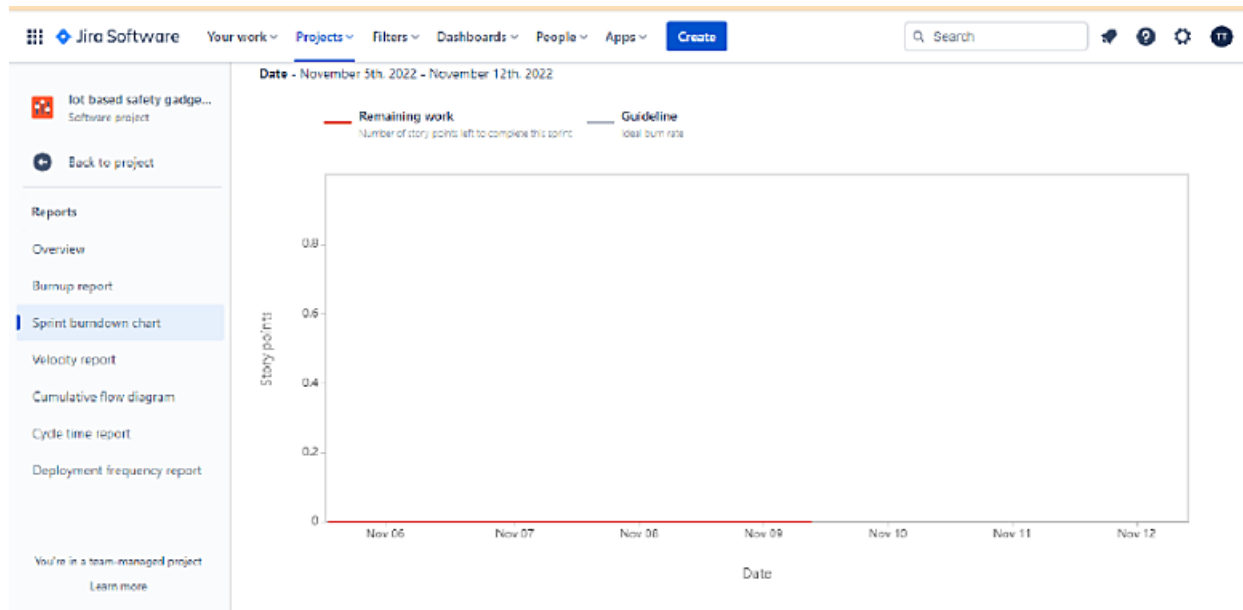 Jira Software Your work Projects Filters Dashboards People Apps Create Search TT
Iot based safety gadge...
Software project
Back to project
Reports
Overview
Burnup report
Sprint burndown chart
Velocity report
Cumulative flow diagram
Cycle time report
Deployment frequency report
You're in a team-managed project
Learn more
Date - November 5th, 2022 - November 12th, 2022
Remaining work
Number of story points left to complete this sprint
Guideline
Ideal burn rate
Story points
0.8
0.6
0.4
0.2
0
Nov 06 Nov 07 Nov 08 Nov 09 Nov 10 Nov 11 Nov 12
Date